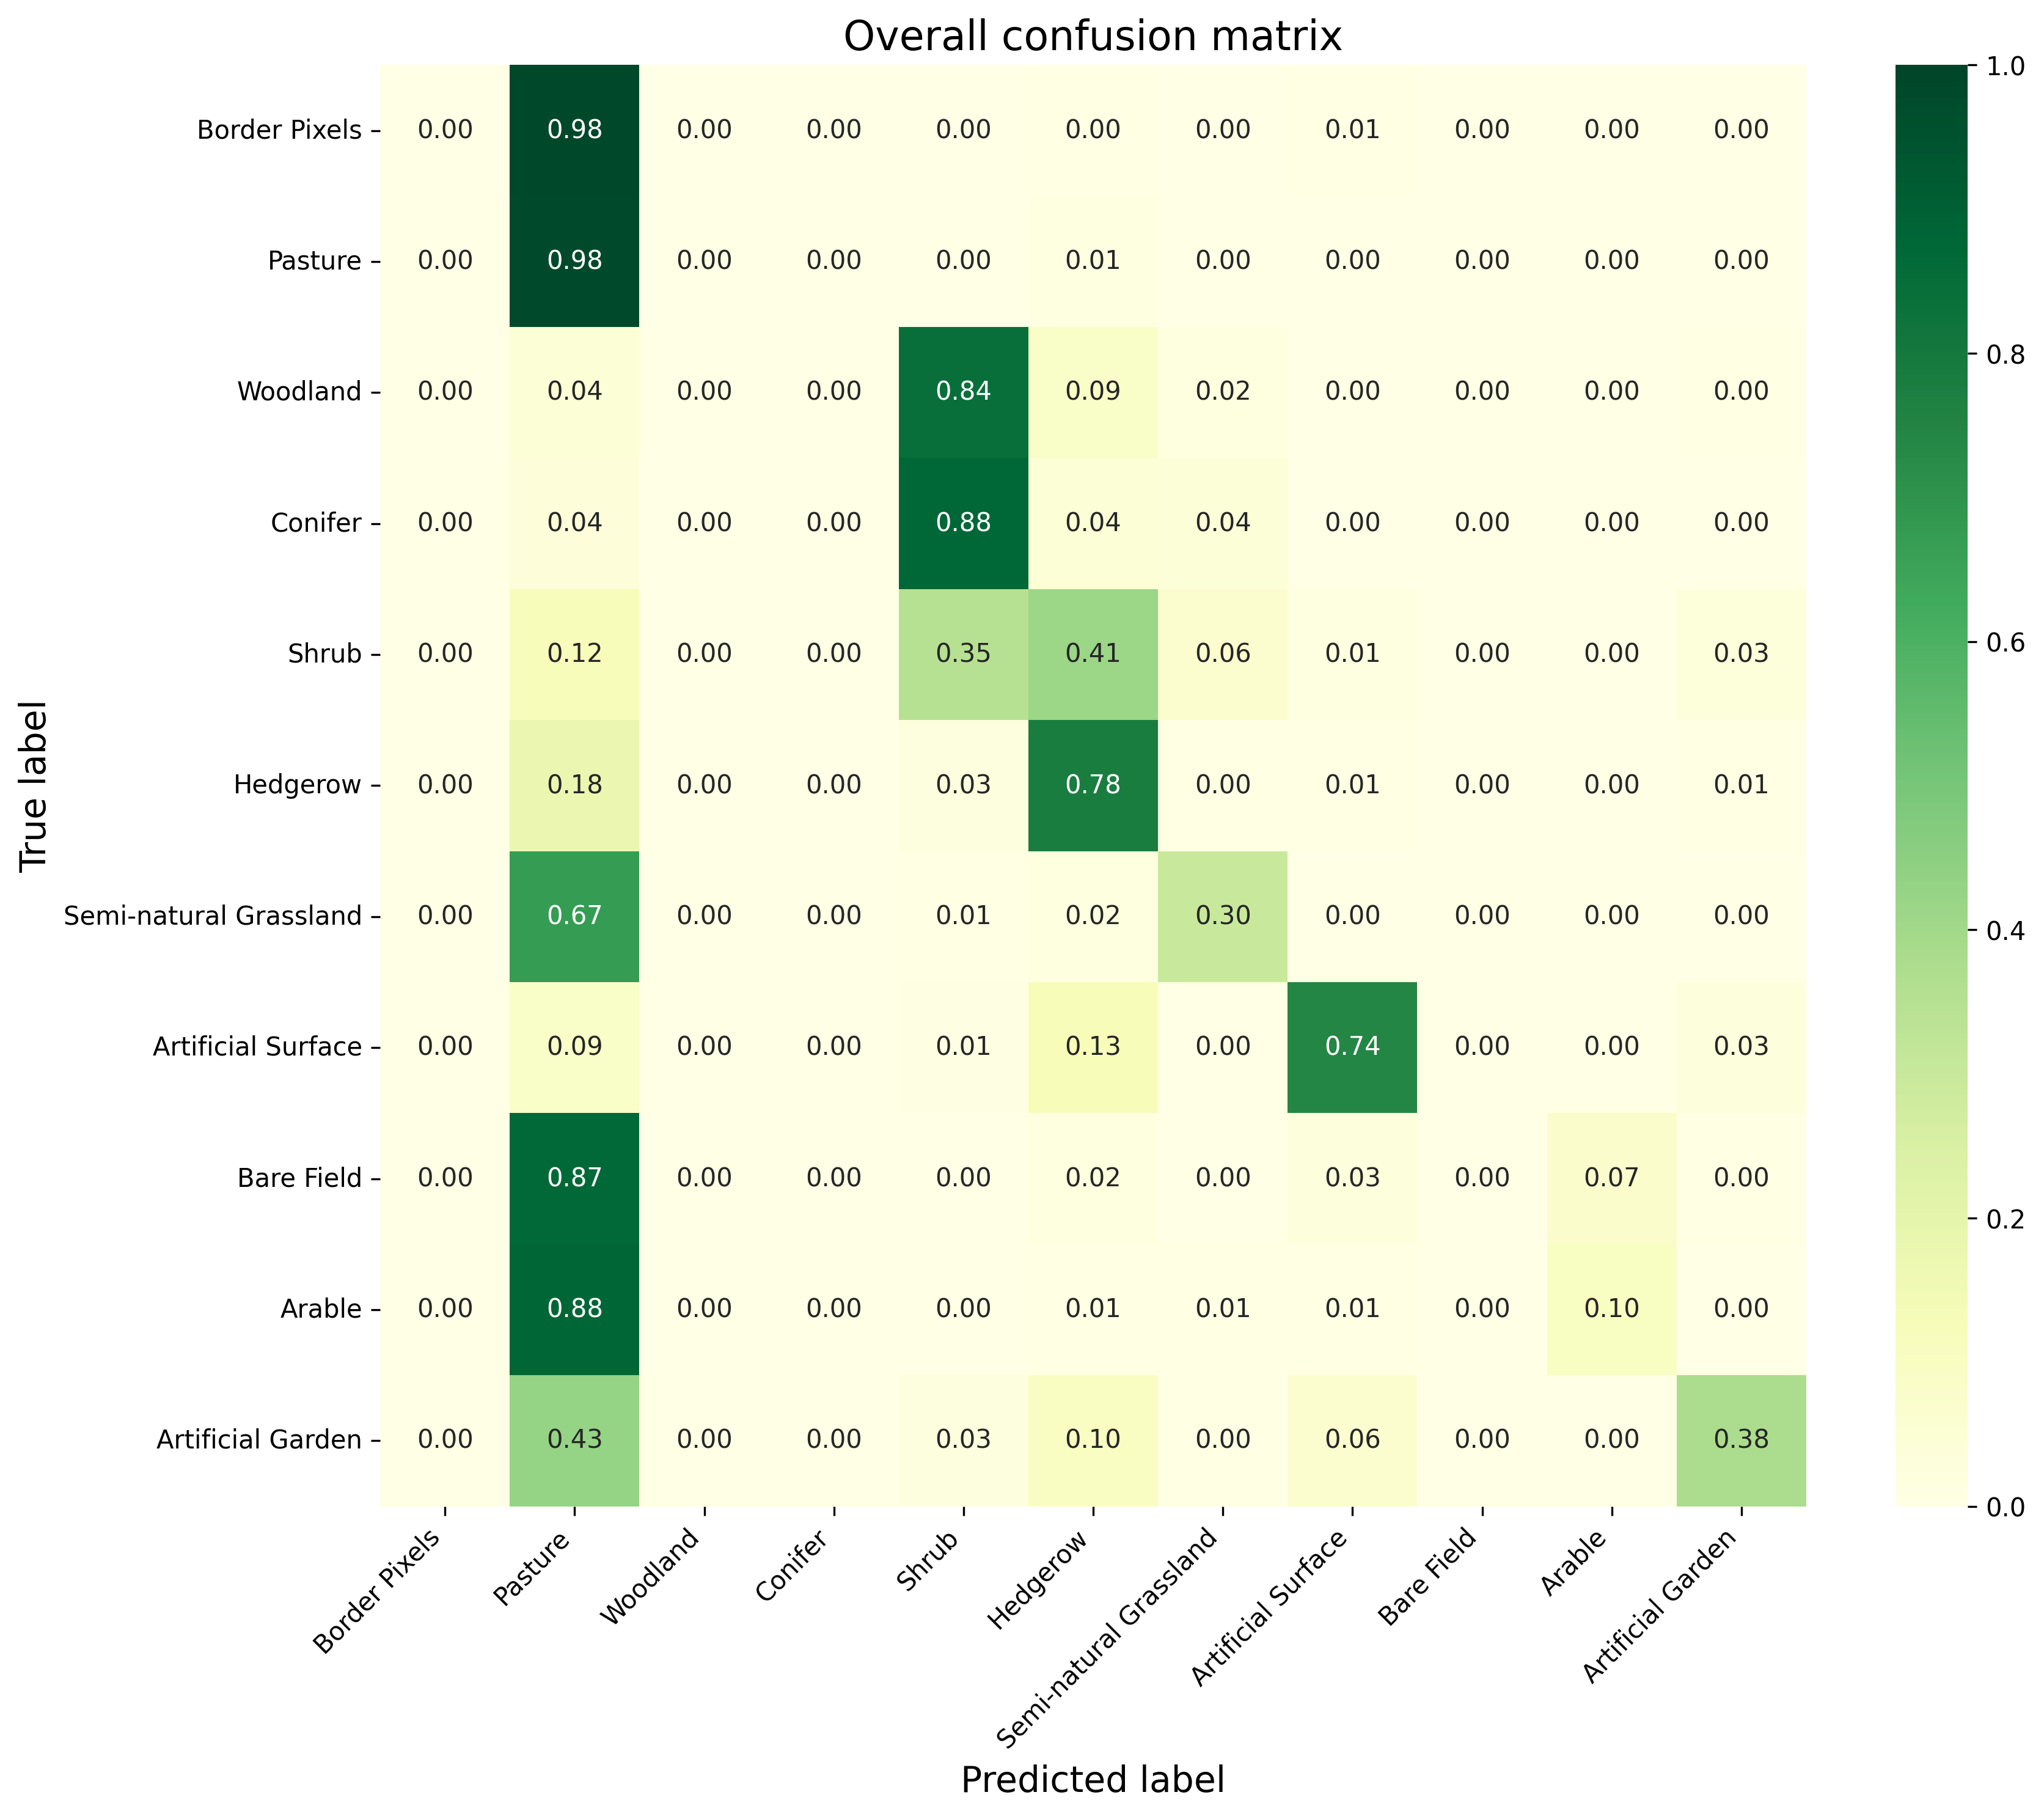 Overall confusion matrix
1.0
Border Pixels 0.00 0.98 0.00 0.00 0.00 0.00 0.00 0.01 0.00 0.00 0.00
Pasture 0.00 0.98 0.00 0.00 0.00 0.01 0.00 0.00 0.00 0.00 0.00
0.8
Woodland 0.00 0.04 0.00 0.00 0.84 0.09 0.02 0.00 0.00 0.00 0.00
Conifer 0.00 0.04 0.00 0.00 0.88 0.04 0.04 0.00 0.00 0.00 0.00
0.6
Shrub 0.00 0.12 0.00 0.00 0.35 0.41 0.06 0.01 0.00 0.00 0.03
True label
Hedgerow 0.00 0.18 0.00 0.00 0.03 0.78 0.00 0.01 0.00 0.00 0.01
Semi-natural Grassland 0.00 0.67 0.00 0.00 0.01 0.02 0.30 0.00 0.00 0.00 0.00
0.4
Artificial Surface 0.00 0.09 0.00 0.00 0.01 0.13 0.00 0.74 0.00 0.00 0.03
Bare Field 0.00 0.87 0.00 0.00 0.00 0.02 0.00 0.03 0.00 0.07 0.00
0.2
Arable 0.00 0.88 0.00 0.00 0.00 0.01 0.01 0.01 0.00 0.10 0.00
Artificial Garden 0.00 0.43 0.00 0.00 0.03 0.10 0.00 0.06 0.00 0.00 0.38
0.0
Border Pixels
Pasture
Woodland
Conifer
Shrub
Hedgerow
Semi-natural Grassland
Artificial Surface
Bare Field
Arable
Artificial Garden
Predicted label